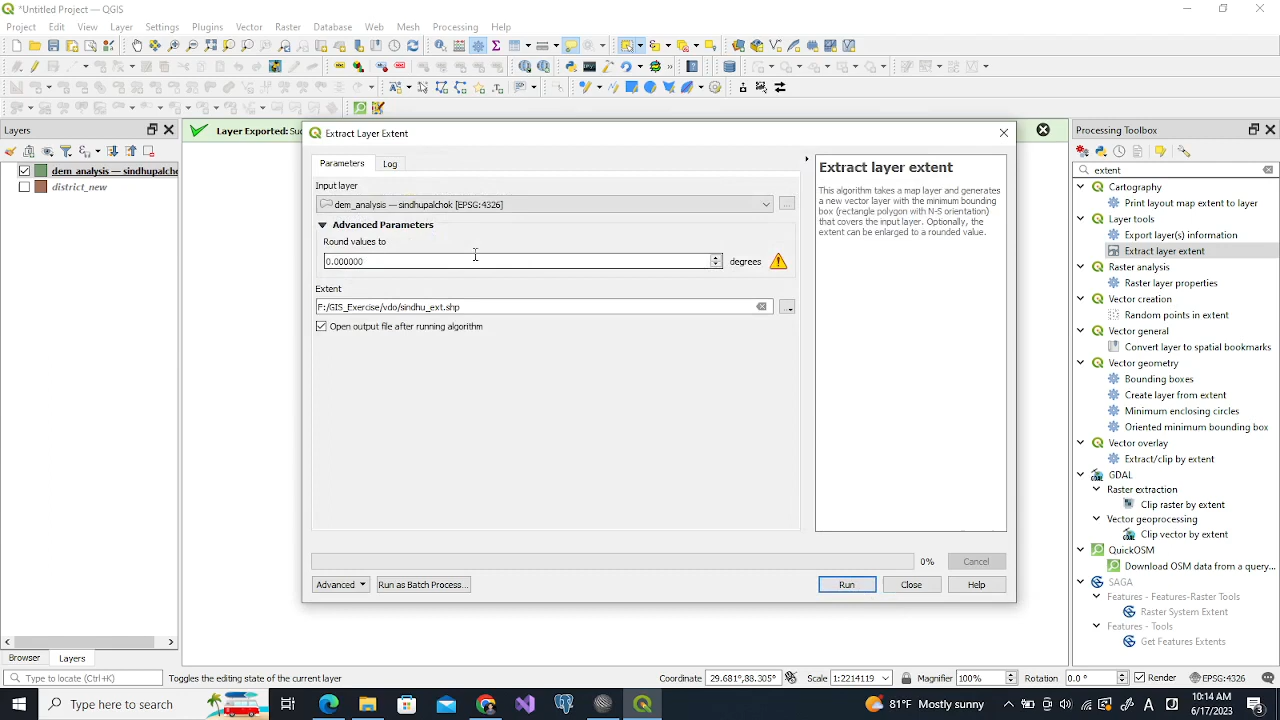 *Untitled Project — QGIS
Project Edit View Layer Settings Plugins Vector Raster Database Web Mesh Processing Help
Layers
Layer Exported: Suc
Processing Toolbox
dem_analysis — sindhupalchok
district_new
Extract Layer Extent
Parameters Log
Input layer
dem_analysis — sindhupalchok [EPSG:4326]
...
Advanced Parameters
Round values to
0.000000
degrees
Extent
F:/GIS_Exercise/vdo/sindhu_ext.shp
Open output file after running algorithm
Extract layer extent
This algorithm takes a map layer and generates
a new vector layer with the minimum bounding
box (rectangle polygon with N-S orientation)
that covers the input layer. Optionally, the
extent can be enlarged to a rounded value.
0% Cancel
Advanced Run as Batch Process... Run Close Help
extent
Cartography
Print layout map extent to layer
Layer tools
Export layer(s) information
Extract layer extent
Raster analysis
Raster layer properties
Vector creation
Random points in extent
Vector general
Convert layer to spatial bookmarks
Vector geometry
Bounding boxes
Create layer from extent
Minimum enclosing circles
Oriented minimum bounding box
Vector overlay
Extract/clip by extent
GDAL
Raster extraction
Clip raster by extent
Vector geoprocessing
Clip vector by extent
QuickOSM
Download OSM data from a query...
SAGA
Features - Features-Raster Tools
Raster System Extent
Features - Tools
Get Features Extents
Browser Layers
Type to locate (Ctrl+K) Toggles the editing state of the current layer Coordinate 29.681°,88.305° Scale 1:2214119 Magnifier 100% Rotation 0.0 ° Render EPSG:4326
Type here to search
81°F Mostly sunny
A
10:14 AM
6/17/2023